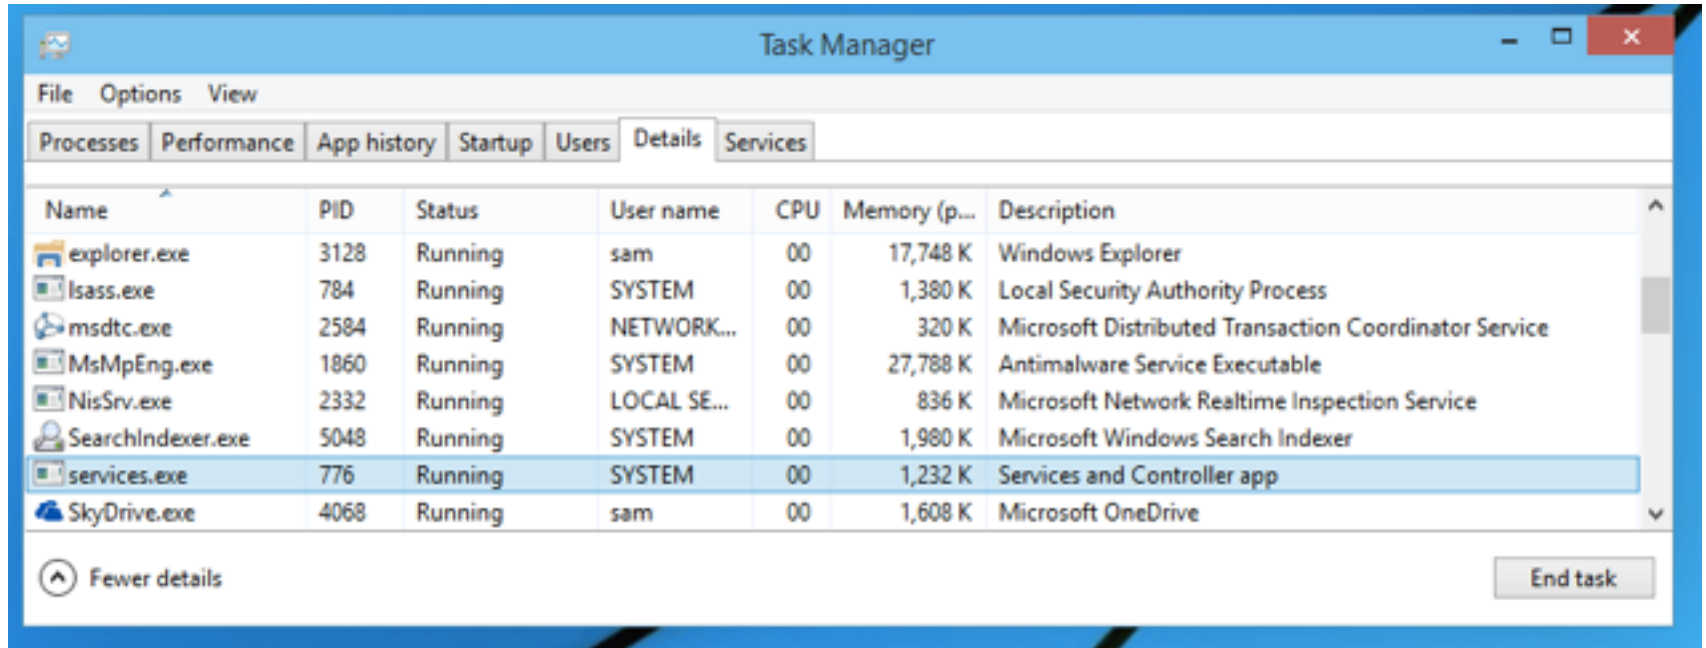 Task Manager
File Options View
Processes Performance App history Startup Users Details Services
Name PID Status User name CPU Memory (p... Description
explorer.exe 3128 Running sam 00 17,748 K Windows Explorer
lsass.exe 784 Running SYSTEM 00 1,380 K Local Security Authority Process
msdtc.exe 2584 Running NETWORK... 00 320 K Microsoft Distributed Transaction Coordinator Service
MsMpEng.exe 1860 Running SYSTEM 00 27,788 K Antimalware Service Executable
NisSrv.exe 2332 Running LOCAL SE... 00 836 K Microsoft Network Realtime Inspection Service
SearchIndexer.exe 5048 Running SYSTEM 00 1,980 K Microsoft Windows Search Indexer
services.exe 776 Running SYSTEM 00 1,232 K Services and Controller app
SkyDrive.exe 4068 Running sam 00 1,608 K Microsoft OneDrive
Fewer details End task